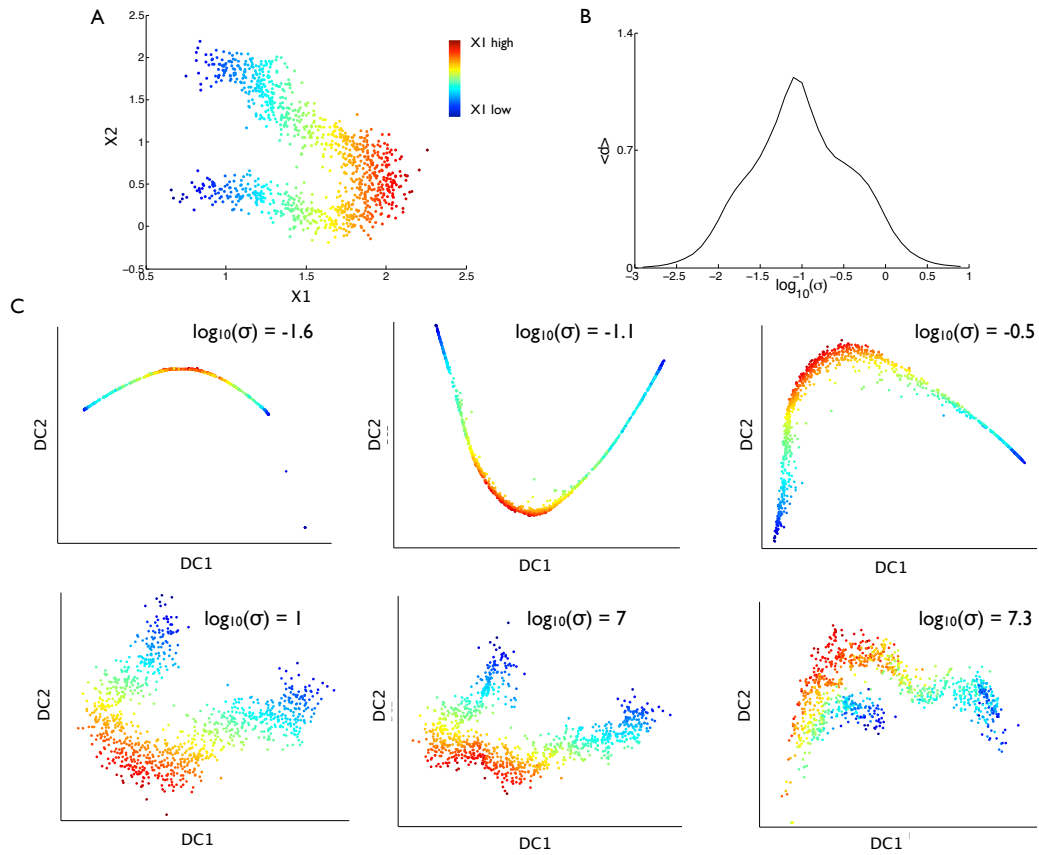 A
2.5
2
1.5
1
0.5
0
−0.5
0.5
1
1.5
2
2.5
X1
X2
X1 high
X1 low
B
1.4
0.7
0
<d>
−3
−2.5
−2
−1.5
−1
−0.5
0
0.5
1
log10(σ)
C
log₁₀(σ) = -1.6
DC2
DC1
log₁₀(σ) = -1.1
DC2
DC1
log₁₀(σ) = -0.5
DC2
DC1
log₁₀(σ) = 1
DC2
DC1
log₁₀(σ) = 7
DC2
DC1
log₁₀(σ) = 7.3
DC2
DC1